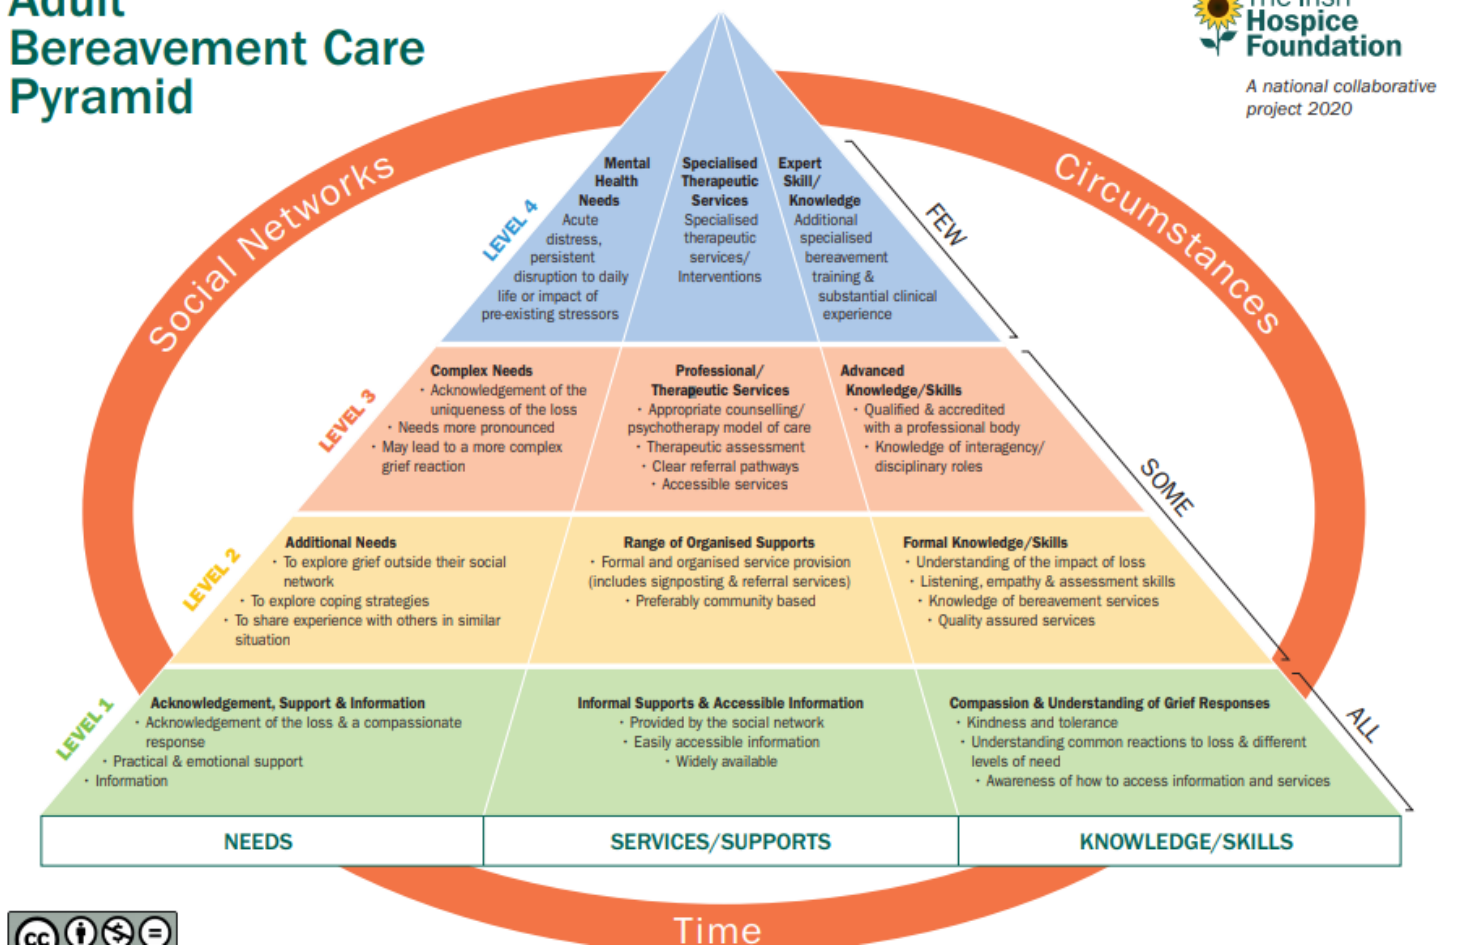 Adult
Bereavement Care
Pyramid
The Irish
Hospice
Foundation
A national collaborative
project 2020
Social Networks
Circumstances
LEVEL 4
Mental
Health
Needs
Acute
distress,
persistent
disruption to daily
life or impact of
pre-existing stressors
Specialised
Therapeutic
Services
Specialised
therapeutic
services/
Interventions
Expert
Skill/
Knowledge
Additional
specialised
bereavement
training &
substantial clinical
experience
FEW
LEVEL 3
Complex Needs
· Acknowledgement of the
uniqueness of the loss
· Needs more pronounced
· May lead to a more complex
grief reaction
Professional/
Therapeutic Services
· Appropriate counselling/
psychotherapy model of care
· Therapeutic assessment
· Clear referral pathways
· Accessible services
Advanced
Knowledge/Skills
· Qualified & accredited
with a professional body
· Knowledge of interagency/
disciplinary roles
SOME
LEVEL 2
Additional Needs
· To explore grief outside their social
network
· To explore coping strategies
· To share experience with others in similar
situation
Range of Organised Supports
· Formal and organised service provision
(includes signposting & referral services)
· Preferably community based
Formal Knowledge/Skills
· Understanding of the impact of loss
· Listening, empathy & assessment skills
· Knowledge of bereavement services
· Quality assured services
LEVEL 1
Acknowledgement, Support & Information
· Acknowledgement of the loss & a compassionate
response
· Practical & emotional support
· Information
Informal Supports & Accessible Information
· Provided by the social network
· Easily accessible information
· Widely available
Compassion & Understanding of Grief Responses
· Kindness and tolerance
· Understanding common reactions to loss & different
levels of need
· Awareness of how to access information and services
ALL
NEEDS
SERVICES/SUPPORTS
KNOWLEDGE/SKILLS
Time
cc